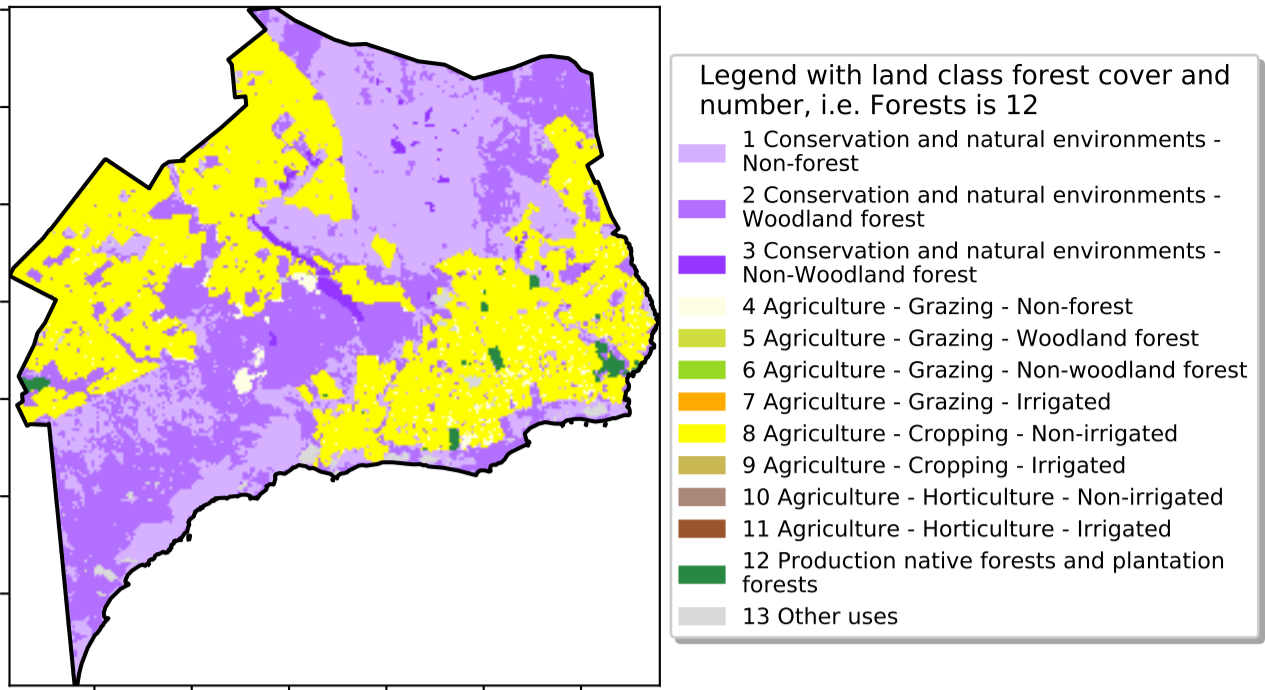 Legend with land class forest cover and
number, i.e. Forests is 12
1 Conservation and natural environments -
Non-forest
2 Conservation and natural environments -
Woodland forest
3 Conservation and natural environments -
Non-Woodland forest
4 Agriculture - Grazing - Non-forest
5 Agriculture - Grazing - Woodland forest
6 Agriculture - Grazing - Non-woodland forest
7 Agriculture - Grazing - Irrigated
8 Agriculture - Cropping - Non-irrigated
9 Agriculture - Cropping - Irrigated
10 Agriculture - Horticulture - Non-irrigated
11 Agriculture - Horticulture - Irrigated
12 Production native forests and plantation
forests
13 Other uses